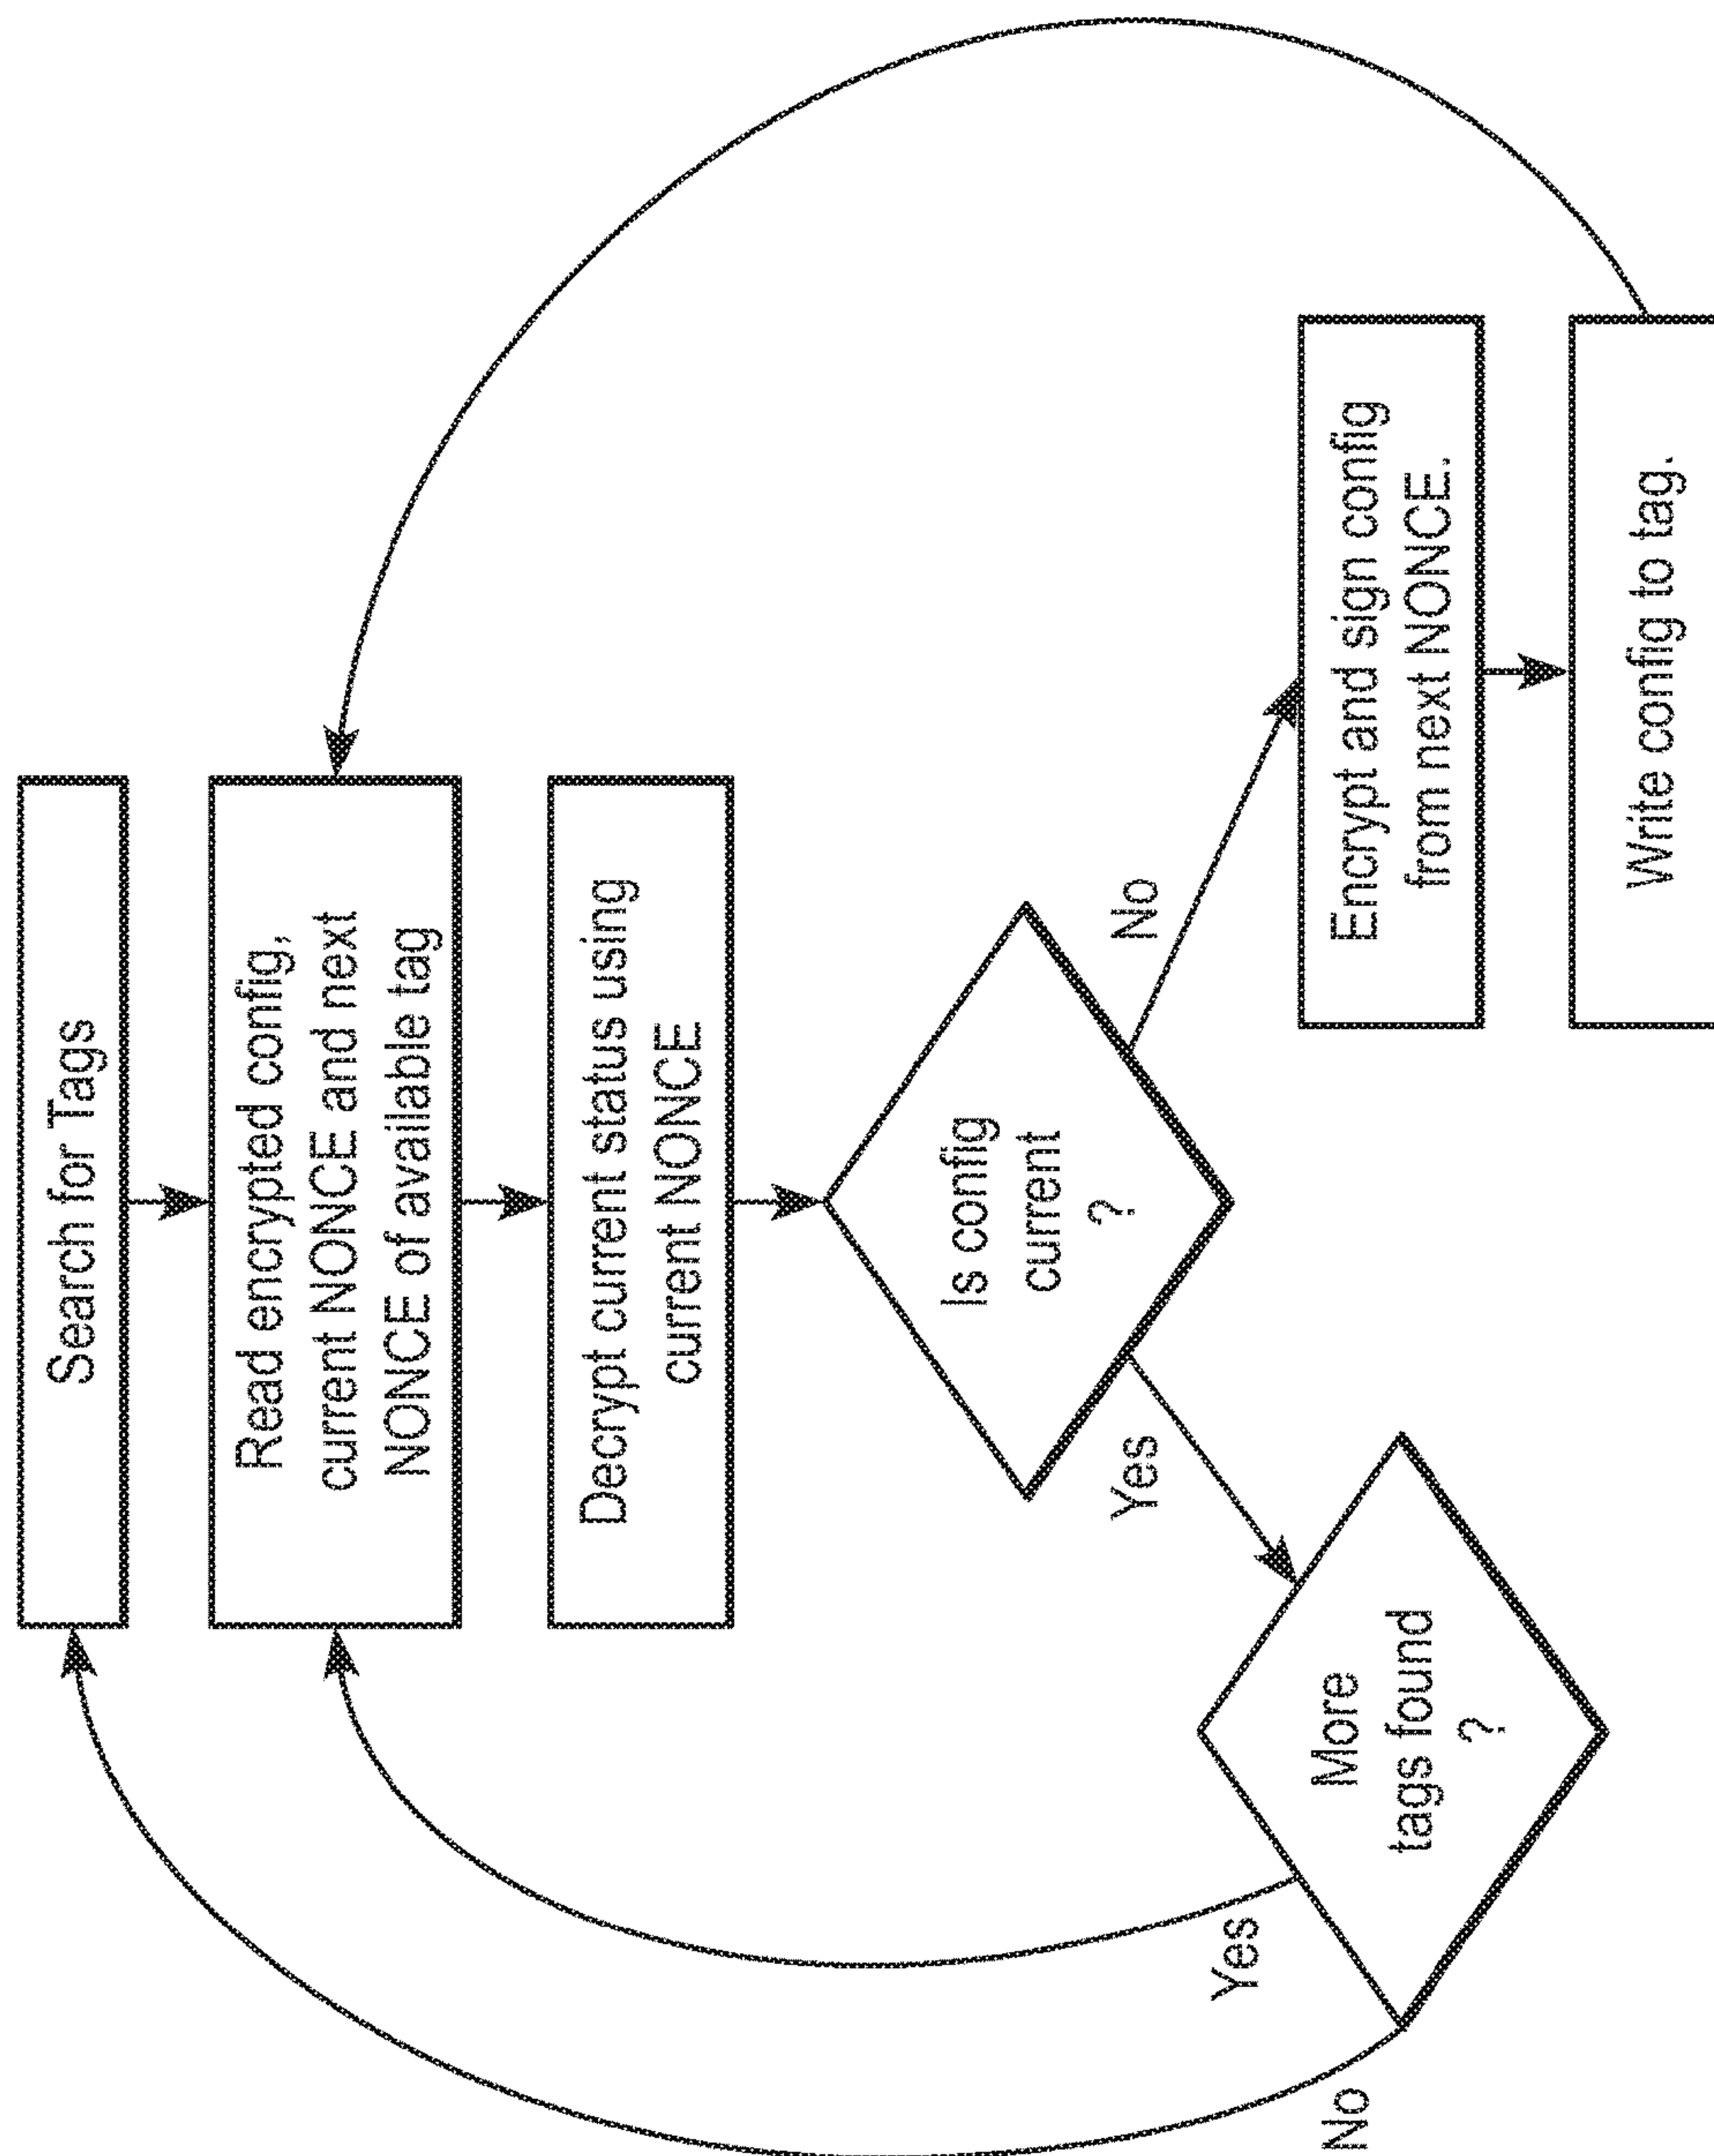 Search for Tags
Read encrypted config,
current NONCE and next
NONCE of available tag
Decrypt current status using
current NONCE
Is config
current
?
Yes
No
More
tags found
?
Yes
No
Encrypt and sign config
from next NONCE.
Write config to tag.